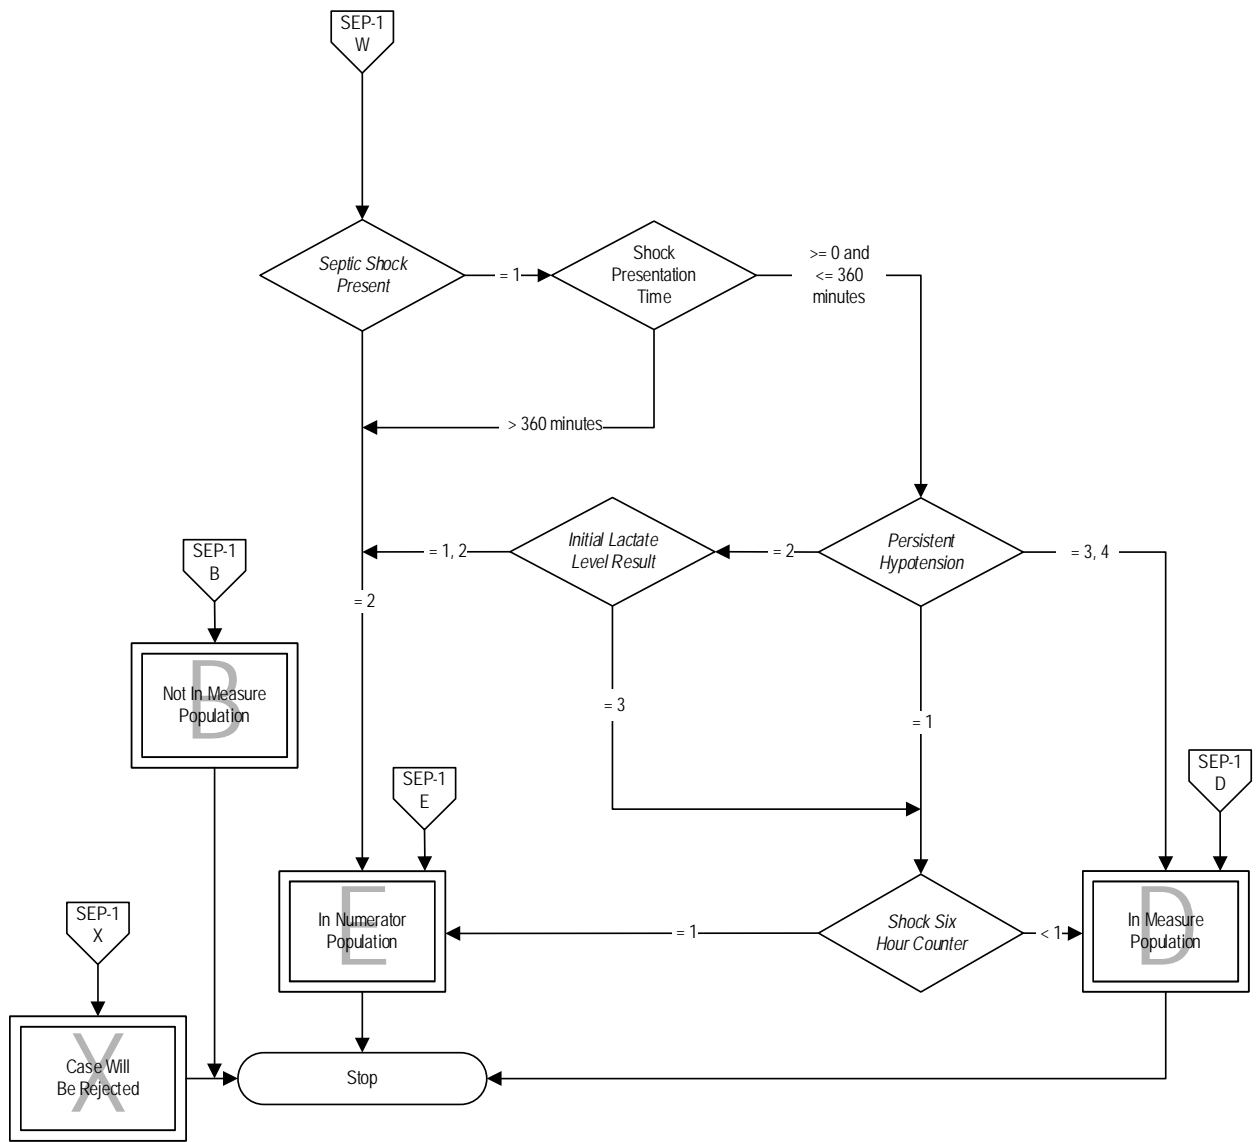 SEP-1
W
Septic Shock
Present
= 1
Shock
Presentation
Time
>= 0 and
<= 360
minutes
> 360 minutes
= 1, 2
Initial Lactate
Level Result
= 2
Persistent
Hypotension
= 3, 4
SEP-1
B
= 2
B
Not In Measure
Population
= 3
= 1
SEP-1
E
SEP-1
D
E
In Numerator
Population
= 1
Shock Six
Hour Counter
< 1
D
In Measure
Population
SEP-1
X
X
Case Will
Be Rejected
Stop